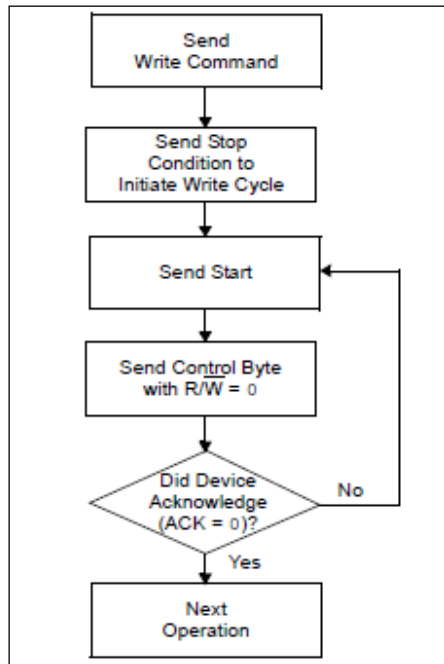 Send
Write Command
Send Stop
Condition to
Initiate Write Cycle
Send Start
Send Control Byte
with R/W̅ = 0
Did Device
Acknowledge
(ACK = 0)?
No
Yes
Next
Operation